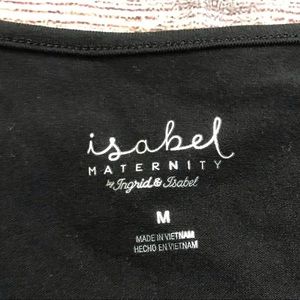 isabel
MATERNITY
by Ingrid & Isabel
M
MADE IN VIETNAM
HECHO EN VIETNAM